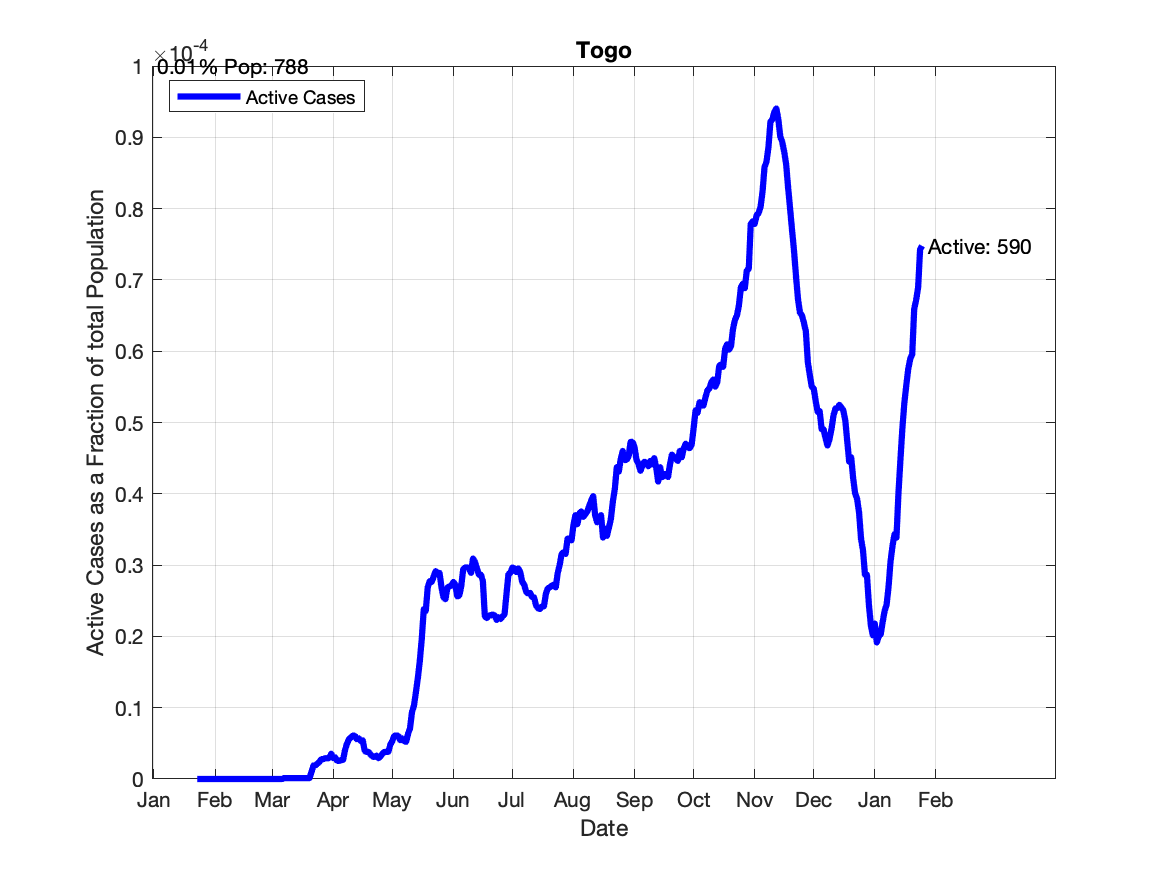 ×10-4
Togo
0.01% Pop: 788
Active Cases
Active: 590
Active Cases as a Fraction of total Population
1
0.9
0.8
0.7
0.6
0.5
0.4
0.3
0.2
0.1
0
Jan Feb Mar Apr May Jun Jul Aug Sep Oct Nov Dec Jan Feb
Date